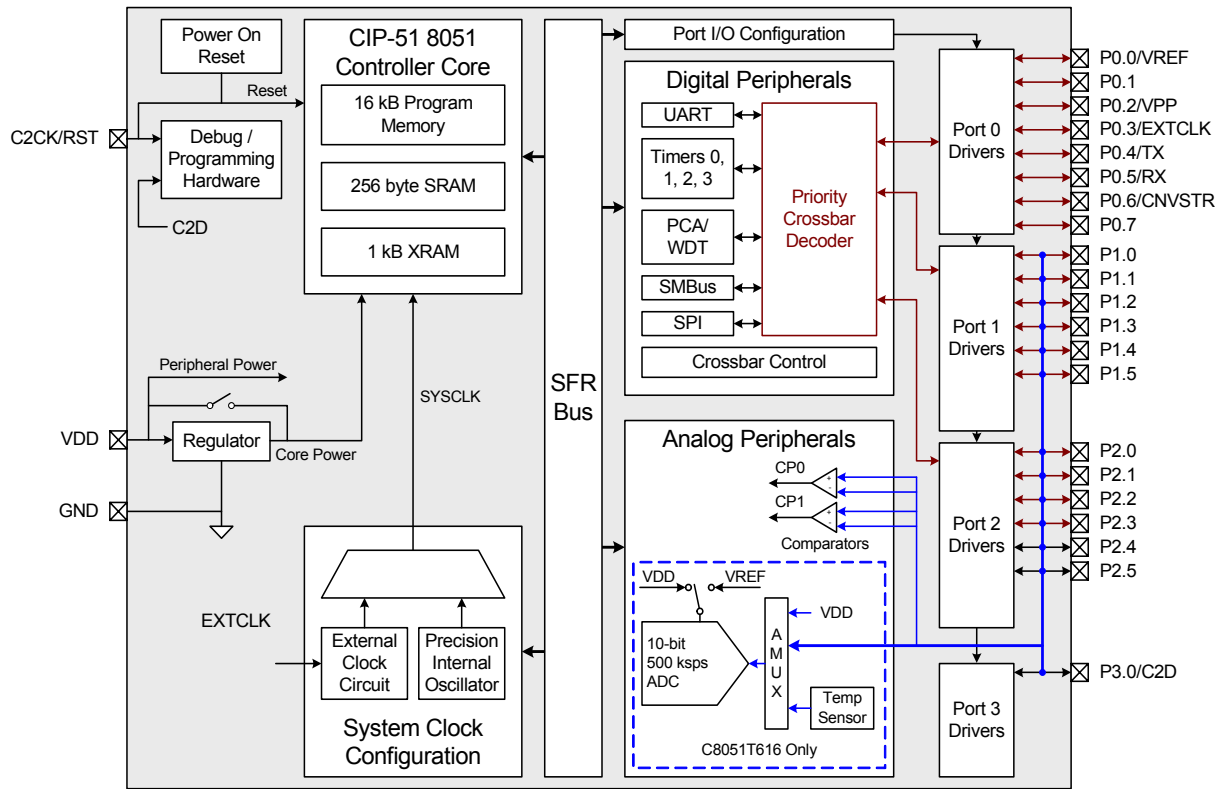 Power On
Reset
Reset
C2CK/RST
Debug /
Programming
Hardware
C2D
CIP-51 8051
Controller Core
16 kB Program
Memory
256 byte SRAM
1 kB XRAM
Peripheral Power
VDD
Regulator
Core Power
GND
SYSCLK
EXTCLK
External
Clock
Circuit
Precision
Internal
Oscillator
System Clock
Configuration
SFR
Bus
Port I/O Configuration
Digital Peripherals
UART
Timers 0,
1, 2, 3
PCA/
WDT
SMBus
SPI
Priority
Crossbar
Decoder
Crossbar Control
Analog Peripherals
CP0
+
-
CP1
+
-
Comparators
VDD
VREF
10-bit
500 ksps
ADC
A
M
U
X
VDD
Temp
Sensor
C8051T616 Only
Port 0
Drivers
Port 1
Drivers
Port 2
Drivers
Port 3
Drivers
P0.0/VREF
P0.1
P0.2/VPP
P0.3/EXTCLK
P0.4/TX
P0.5/RX
P0.6/CNVSTR
P0.7
P1.0
P1.1
P1.2
P1.3
P1.4
P1.5
P2.0
P2.1
P2.2
P2.3
P2.4
P2.5
P3.0/C2D